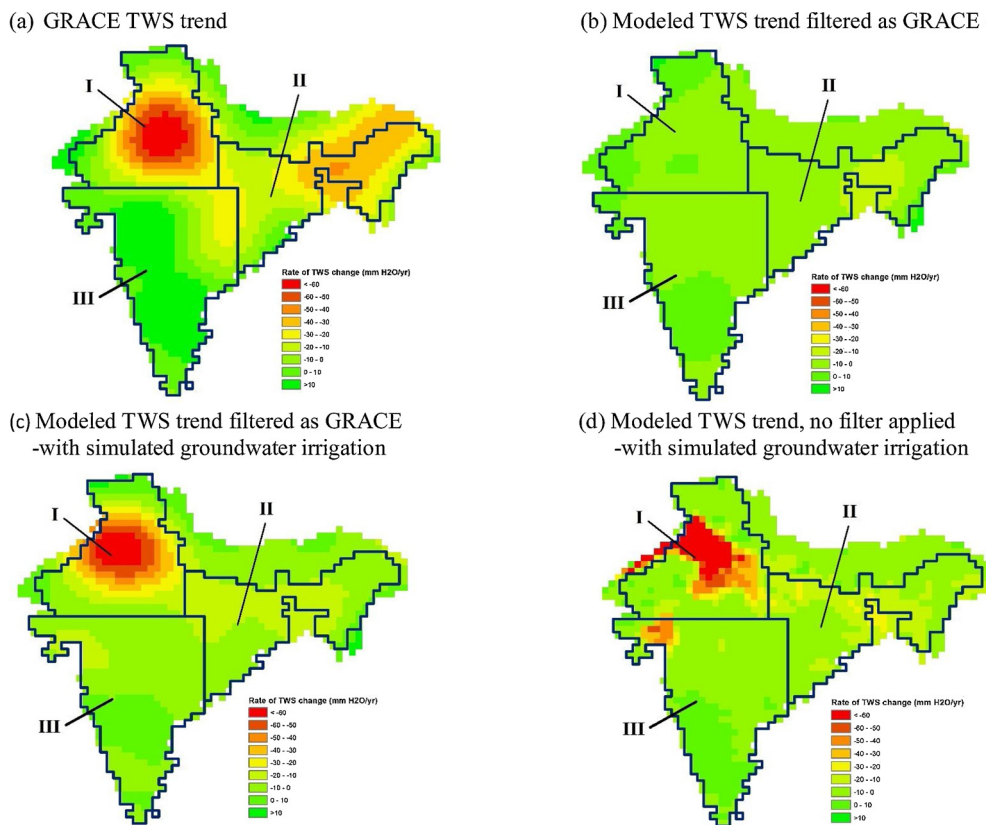 (a) GRACE TWS trend
(b) Modeled TWS trend filtered as GRACE
I
II
III
Rate of TWS change (mm H2O/yr)
< -60
-60 - -50
-50 - -40
-40 - -30
-30 - -20
-20 - -10
-10 - 0
0 - 10
>10
I
II
III
Rate of TWS change (mm H2O/yr)
< -60
-60 - -50
-50 - -40
-40 - -30
-30 - -20
-20 - -10
-10 - 0
0 - 10
>10
(c) Modeled TWS trend filtered as GRACE
-with simulated groundwater irrigation
(d) Modeled TWS trend, no filter applied
-with simulated groundwater irrigation
I
II
III
Rate of TWS change (mm H2O/yr)
< -60
-60 - -50
-50 - -40
-40 - -30
-30 - -20
-20 - -10
-10 - 0
0 - 10
>10
I
II
III
Rate of TWS change (mm H2O/yr)
< -60
-60 - -50
-50 - -40
-40 - -30
-30 - -20
-20 - -10
-10 - 0
0 - 10
>10